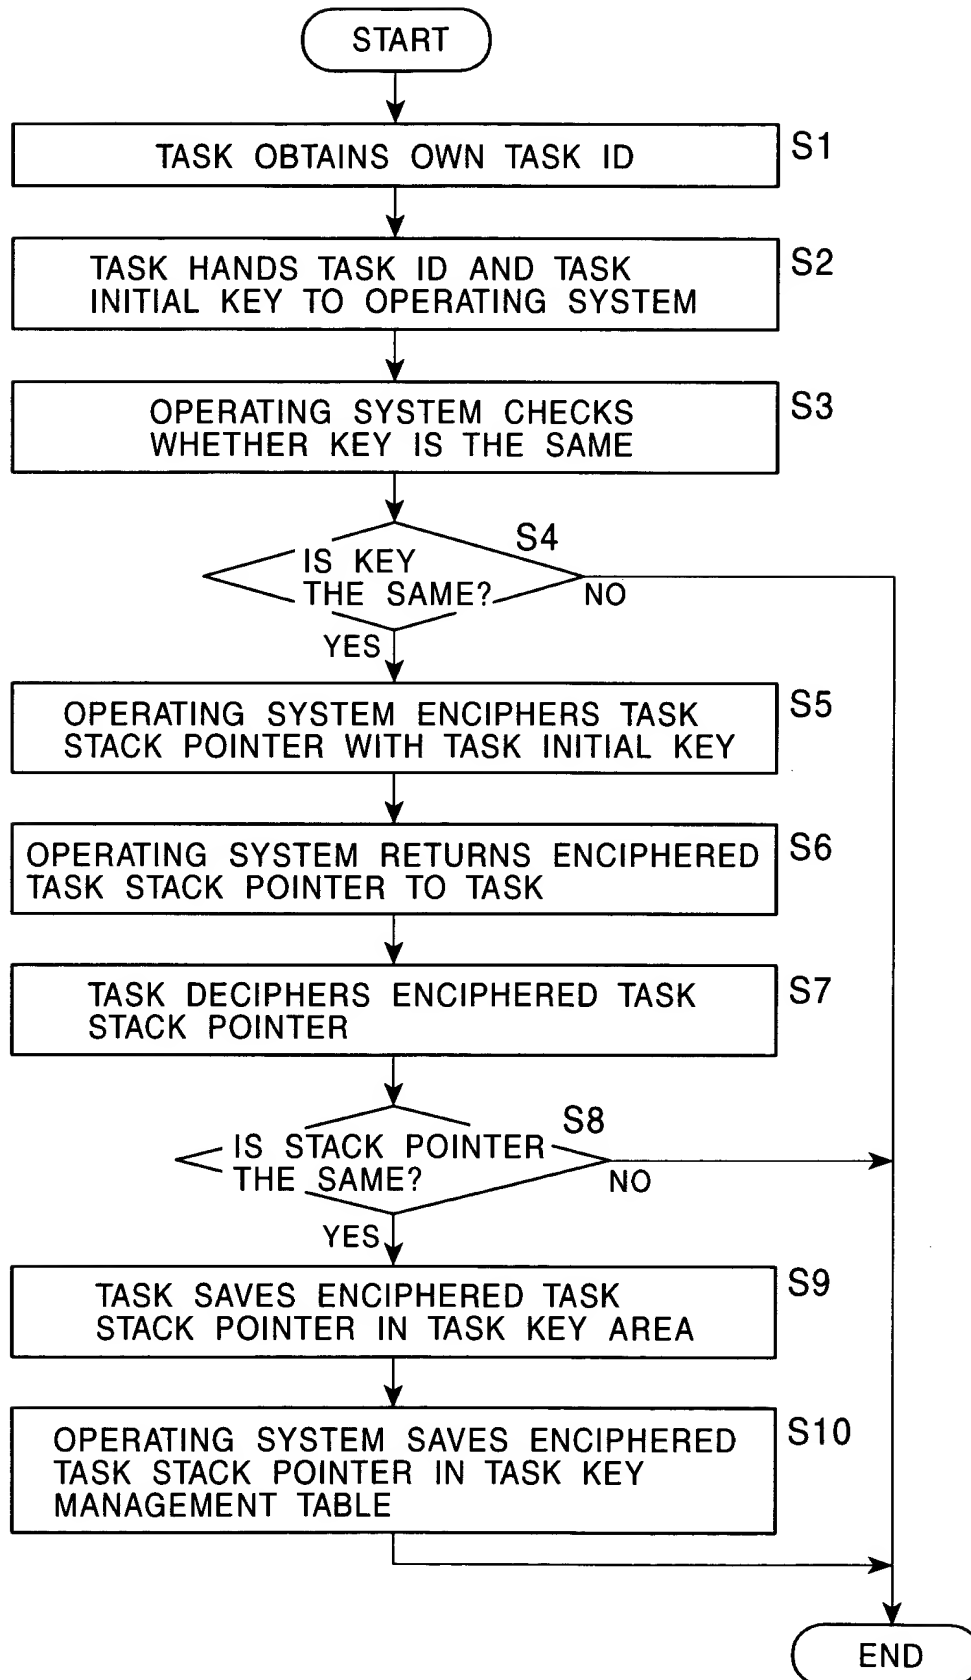 START
TASK OBTAINS OWN TASK ID
S1
TASK HANDS TASK ID AND TASK
INITIAL KEY TO OPERATING SYSTEM
S2
OPERATING SYSTEM CHECKS
WHETHER KEY IS THE SAME
S3
S4
IS KEY
THE SAME?
NO
YES
OPERATING SYSTEM ENCIPHERS TASK
STACK POINTER WITH TASK INITIAL KEY
S5
OPERATING SYSTEM RETURNS ENCIPHERED
TASK STACK POINTER TO TASK
S6
TASK DECIPHERS ENCIPHERED TASK
STACK POINTER
S7
S8
IS STACK POINTER
THE SAME?
NO
YES
TASK SAVES ENCIPHERED TASK
STACK POINTER IN TASK KEY AREA
S9
OPERATING SYSTEM SAVES ENCIPHERED
TASK STACK POINTER IN TASK KEY
MANAGEMENT TABLE
S10
END